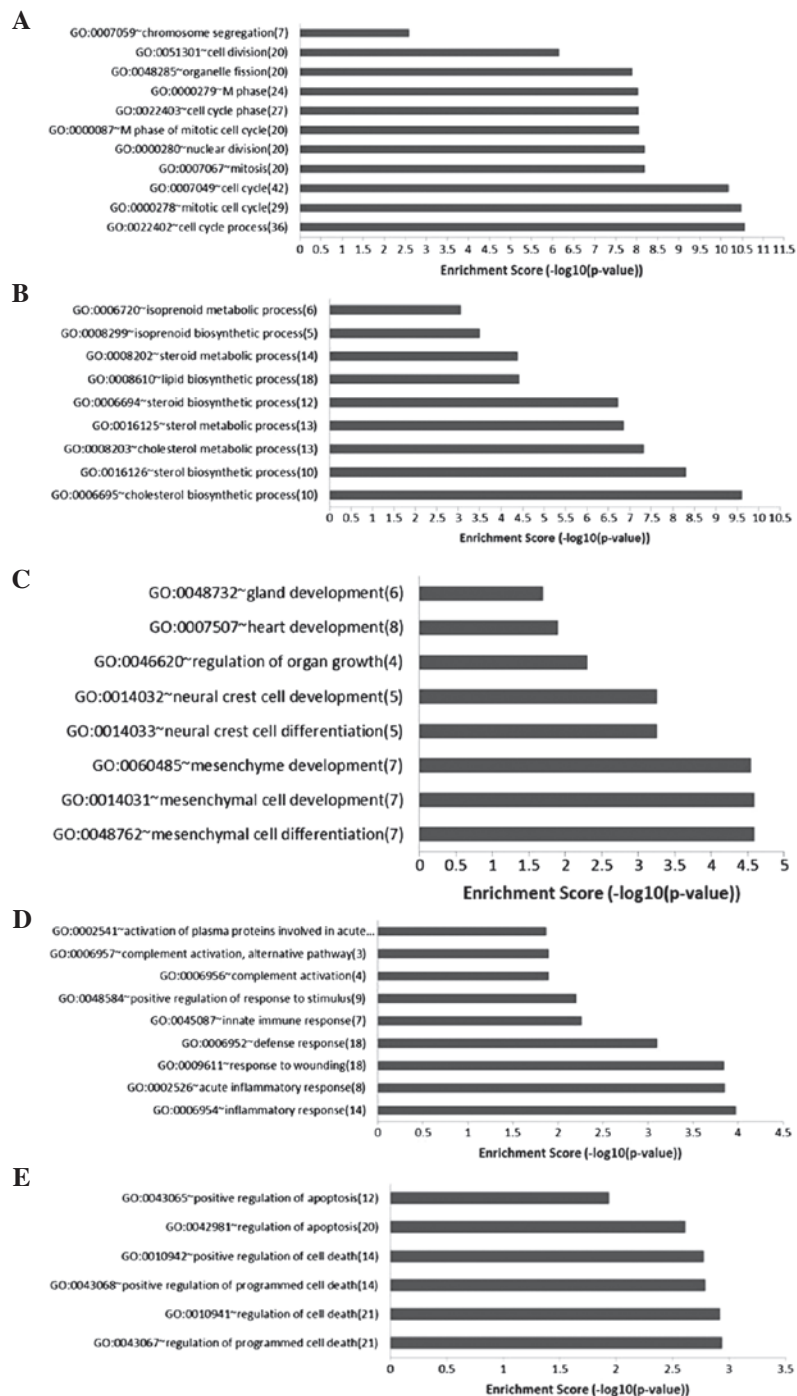 A
GO:0007059~chromosome segregation(7)
GO:0051301~cell division(20)
GO:0048285~organelle fission(20)
GO:0000279~M phase(24)
GO:0022403~cell cycle phase(27)
GO:0000087~M phase of mitotic cell cycle(20)
GO:0000280~nuclear division(20)
GO:0007067~mitosis(20)
GO:0007049~cell cycle(42)
GO:0000278~mitotic cell cycle(29)
GO:0022402~cell cycle process(36)
0 0.5 1 1.5 2 2.5 3 3.5 4 4.5 5 5.5 6 6.5 7 7.5 8 8.5 9 9.5 10 10.5 11 11.5
Enrichment Score (-log10(p-value))
B
GO:0006720~isoprenoid metabolic process(6)
GO:0008299~isoprenoid biosynthetic process(5)
GO:0008202~steroid metabolic process(14)
GO:0008610~lipid biosynthetic process(18)
GO:0006694~steroid biosynthetic process(12)
GO:0016125~sterol metabolic process(13)
GO:0008203~cholesterol metabolic process(13)
GO:0016126~sterol biosynthetic process(10)
GO:0006695~cholesterol biosynthetic process(10)
0 0.5 1 1.5 2 2.5 3 3.5 4 4.5 5 5.5 6 6.5 7 7.5 8 8.5 9 9.5 10 10.5
Enrichment Score (-log10(p-value))
C
GO:0048732~gland development(6)
GO:0007507~heart development(8)
GO:0046620~regulation of organ growth(4)
GO:0014032~neural crest cell development(5)
GO:0014033~neural crest cell differentiation(5)
GO:0060485~mesenchyme development(7)
GO:0014031~mesenchymal cell development(7)
GO:0048762~mesenchymal cell differentiation(7)
0 0.5 1 1.5 2 2.5 3 3.5 4 4.5 5
Enrichment Score (-log10(p-value))
D
GO:0002541~activation of plasma proteins involved in acute...
GO:0006957~complement activation, alternative pathway(3)
GO:0006956~complement activation(4)
GO:0048584~positive regulation of response to stimulus(9)
GO:0045087~innate immune response(7)
GO:0006952~defense response(18)
GO:0009611~response to wounding(18)
GO:0002526~acute inflammatory response(8)
GO:0006954~inflammatory response(14)
0 0.5 1 1.5 2 2.5 3 3.5 4 4.5
Enrichment Score (-log10(p-value))
E
GO:0043065~positive regulation of apoptosis(12)
GO:0042981~regulation of apoptosis(20)
GO:0010942~positive regulation of cell death(14)
GO:0043068~positive regulation of programmed cell death(14)
GO:0010941~regulation of cell death(21)
GO:0043067~regulation of programmed cell death(21)
0 0.5 1 1.5 2 2.5 3 3.5
Enrichment Score (-log10(p-value))